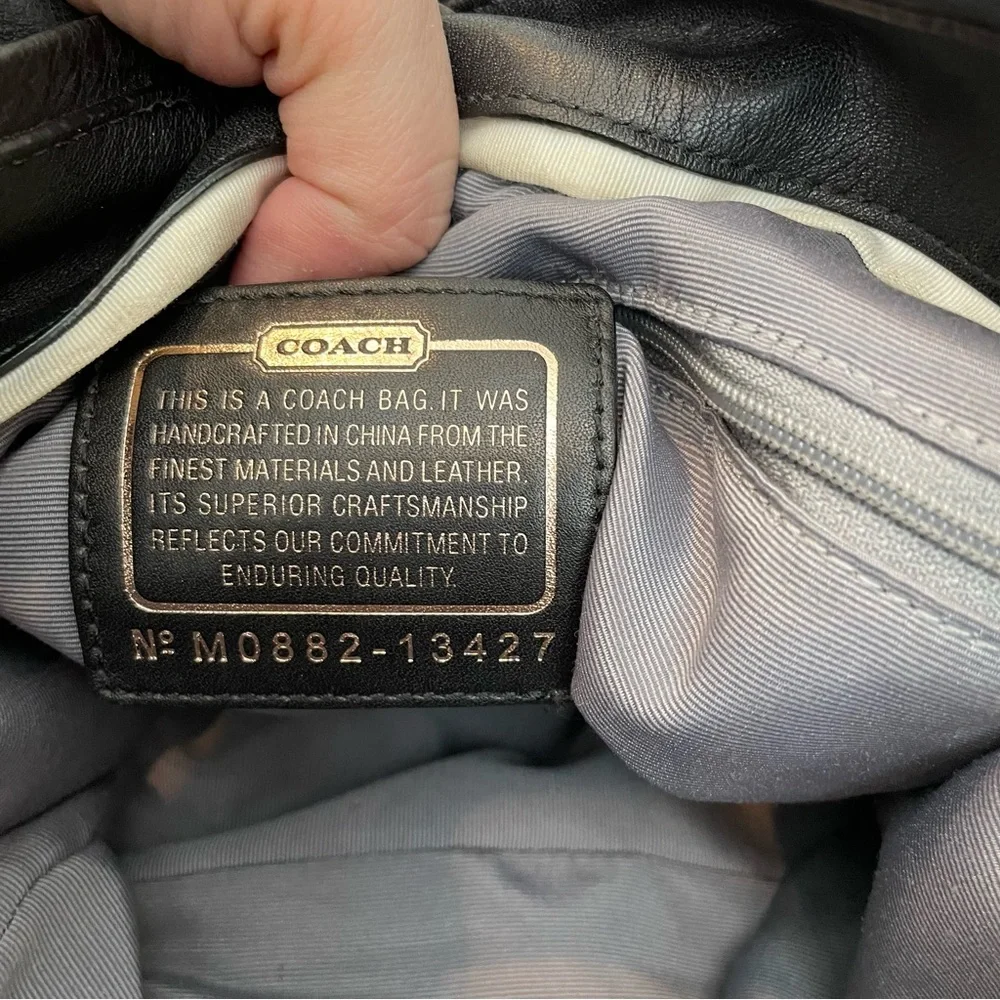 COACH
THIS IS A COACH BAG. IT WAS
HANDCRAFTED IN CHINA FROM THE
FINEST MATERIALS AND LEATHER.
ITS SUPERIOR CRAFTSMANSHIP
REFLECTS OUR COMMITMENT TO
ENDURING QUALITY.
Nº M0882-13427